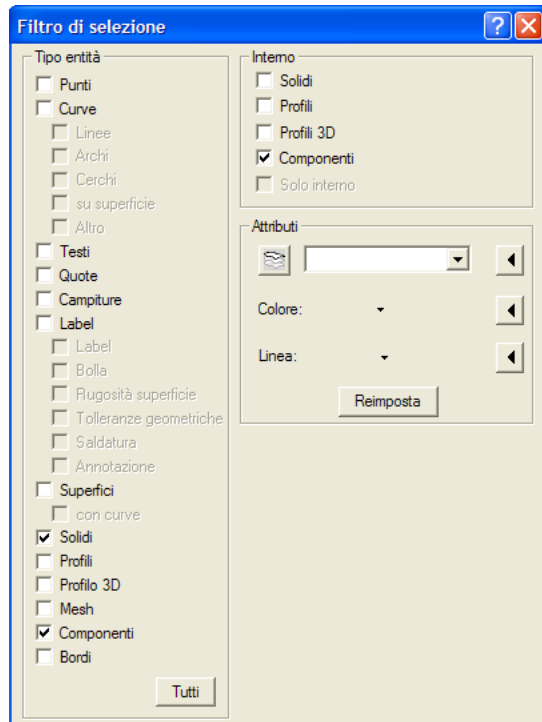 Filtro di selezione
Tipo entità
Punti
Curve
Linee
Archi
Cerchi
su superficie
Altro
Testi
Quote
Campiture
Label
Label
Bolla
Rugosità superficie
Tolleranze geometriche
Saldatura
Annotazione
Superfici
con curve
Solidi
Profili
Profilo 3D
Mesh
Componenti
Bordi
Tutti
Interno
Solidi
Profili
Profili 3D
Componenti
Solo interno
Attributi
Colore:
Linea:
Reimposta